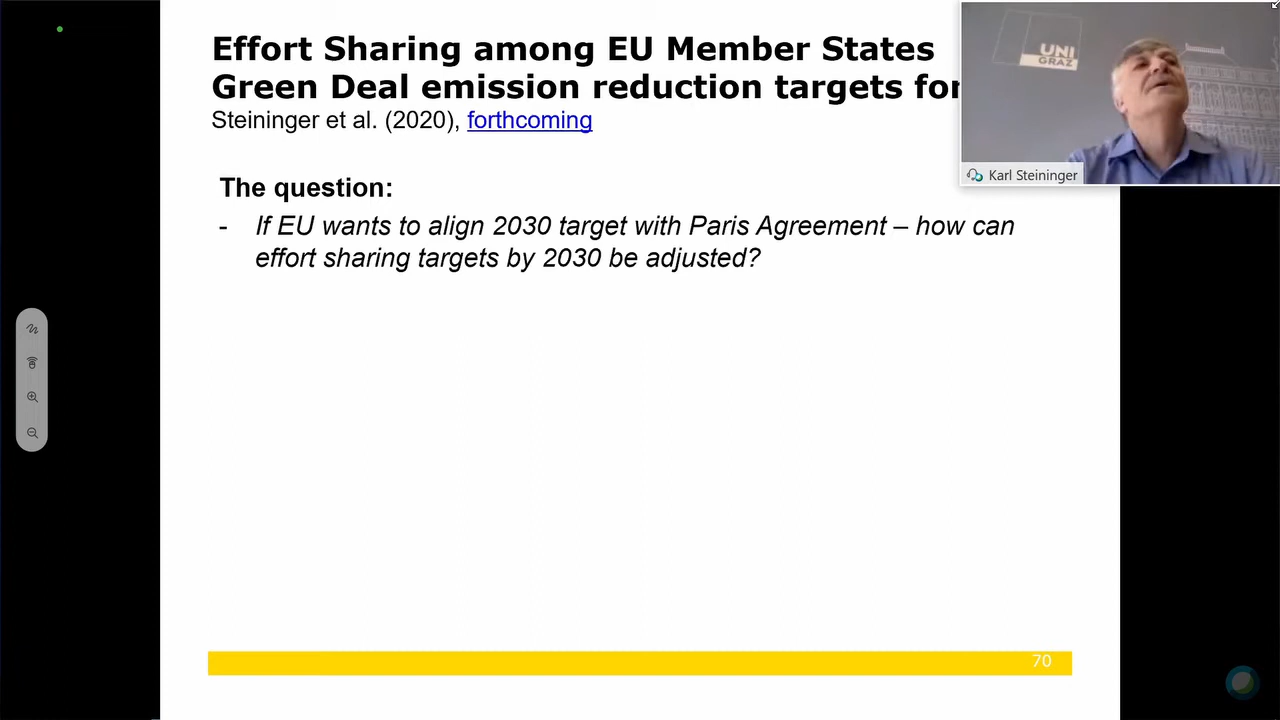 Effort Sharing among EU Member States
Green Deal emission reduction targets for
Steininger et al. (2020), forthcoming
UNI
GRAZ
Karl Steininger
The question:
- If EU wants to align 2030 target with Paris Agreement – how can
effort sharing targets by 2030 be adjusted?
70